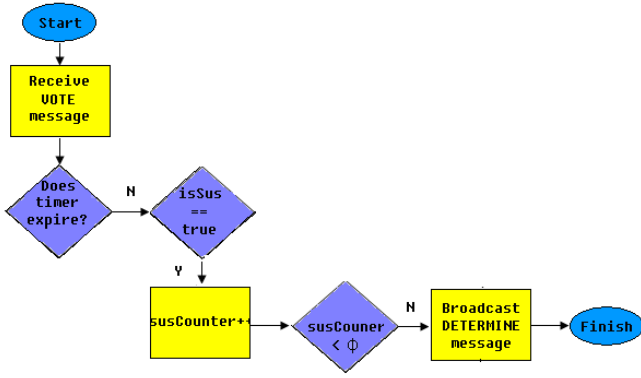 Start
Receive
VOTE
message
Does
timer
expire?
N
isSus
==
true
Y
susCounter++
susCouner
< Φ
N
Broadcast
DETERMINE
message
Finish